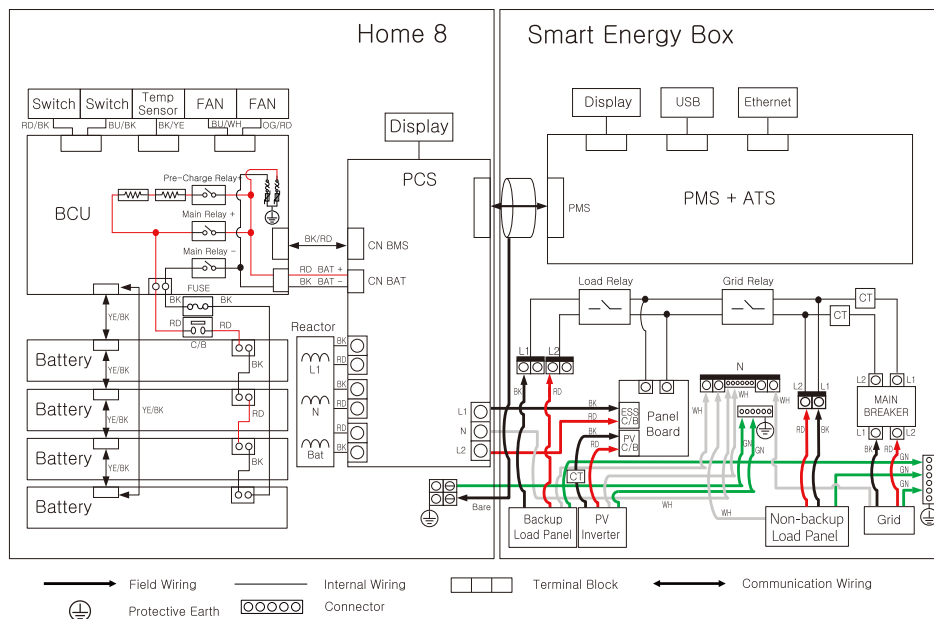 Home 8
Smart Energy Box
Switch
Switch
Temp
Sensor
FAN
FAN
RD/BK
BU/BK
BK/YE
BU/WH
OG/RD
Display
Display
USB
Ethernet
BCU
Pre-Charge Relay+
Main Relay +
Main Relay -
PCS
PMS
PMS + ATS
BK/RD
CN BMS
RD BAT +
BK BAT -
CN BAT
FUSE
BK
BK
RD
RD
C/B
YE/BK
Battery
YE/BK
BK
Battery
YE/BK
RD
YE/BK
Battery
YE/BK
BK
Battery
Reactor
L1
BK
RD
N
BK
RD
Bat
RD
BK
L1
N
L2
Load Relay
Grid Relay
CT
CT
L1
L2
BK
RD
BK
RD
ESS
C/B
BK
PV
C/B
RD
Panel
Board
N
WH
WH
WH
GN
GN
L2
L1
RD
BK
L2
L1
MAIN
BREAKER
L1
L2
BK
RD
GN
GN
GN
CT
WH
WH
Bare
Backup
Load Panel
PV
Inverter
Non-backup
Load Panel
Grid
Field Wiring
Internal Wiring
Terminal Block
Communication Wiring
Protective Earth
Connector